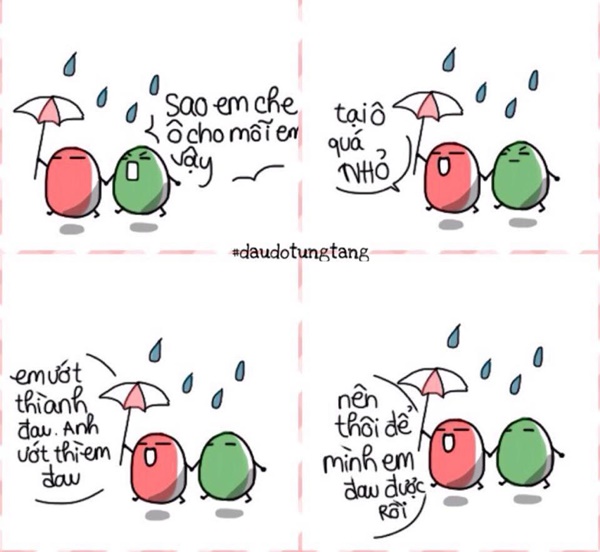 Sao em che
ô cho mỗi em
vậy
tại ô
quá
NHỎ
#daudotungtang
em ướt
thì anh
đau. Anh
ướt thì em
đau
nên
thôi để
mình em
đau được
rồi